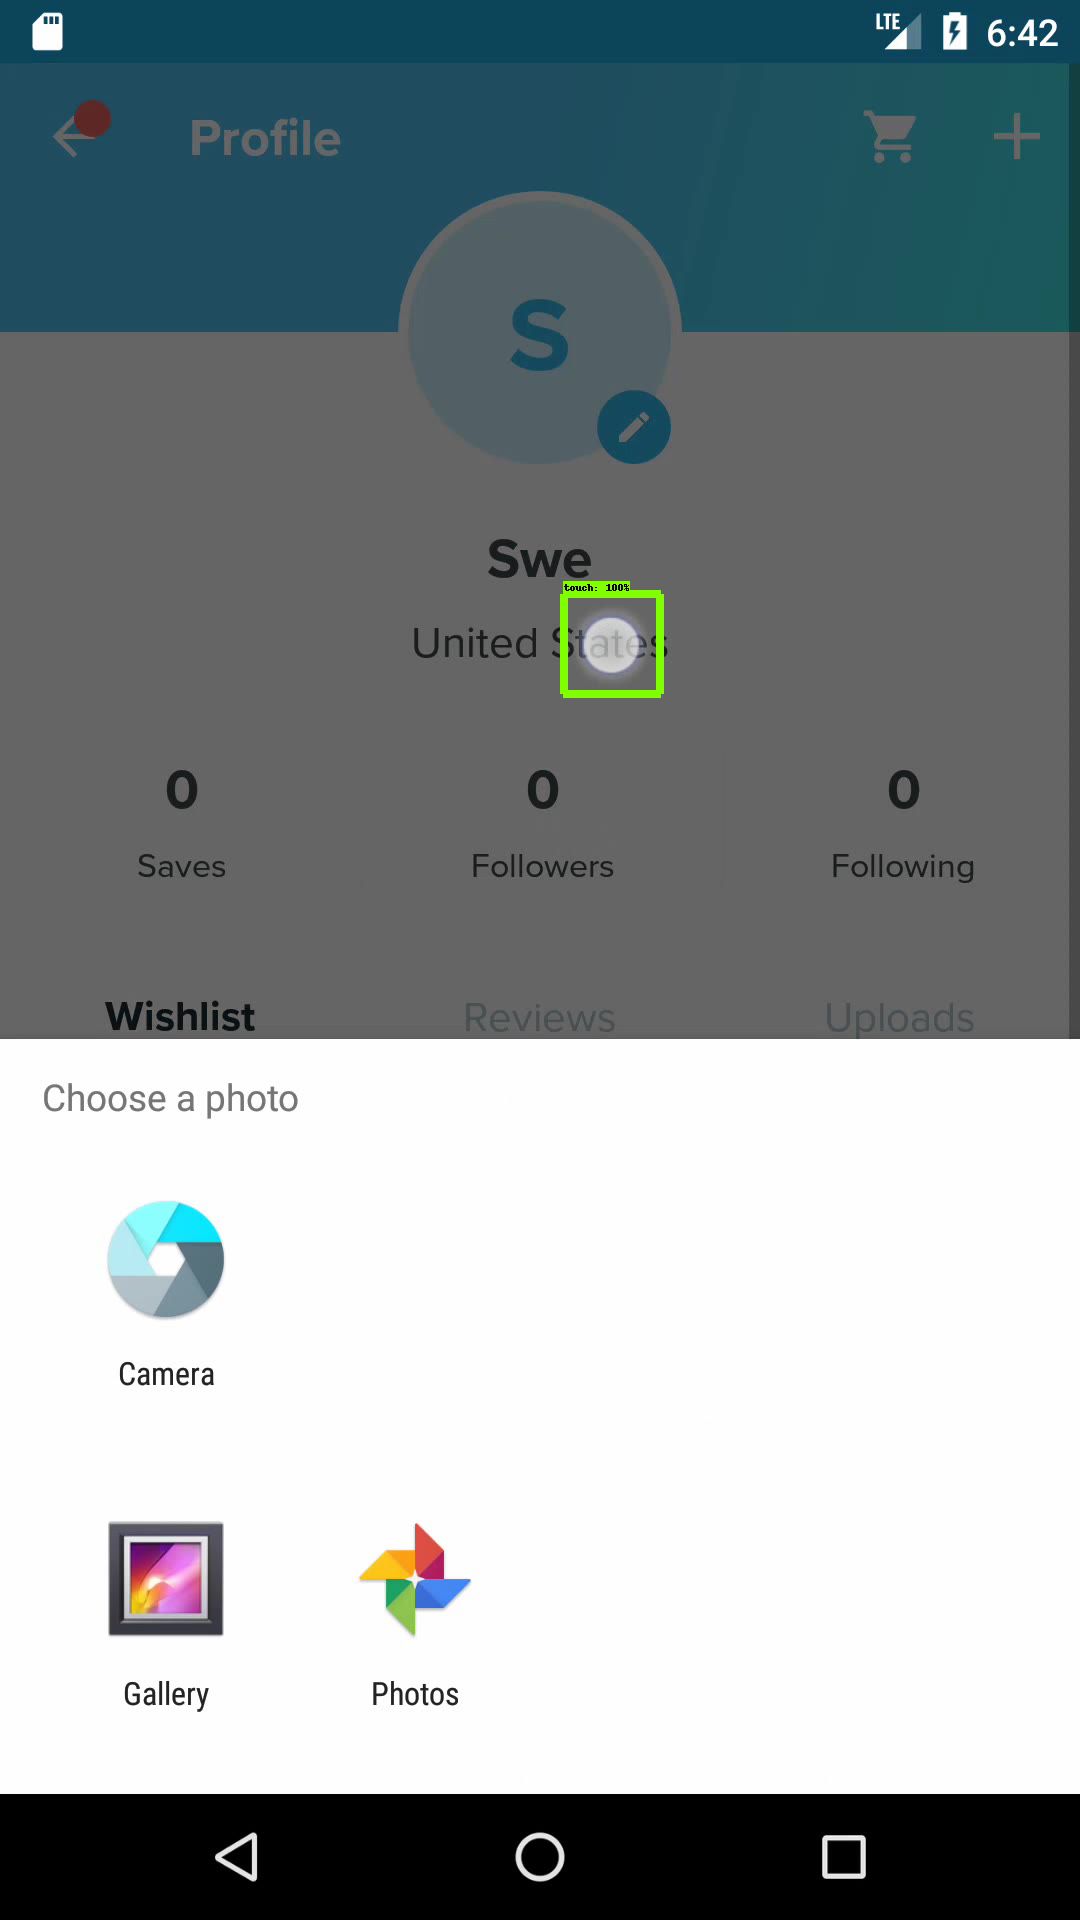 LTE 6:42
Profile
S
Swe
touch: 100%
United States
0 0 0
Saves Followers Following
Wishlist Reviews Uploads
Choose a photo
Camera
Gallery Photos